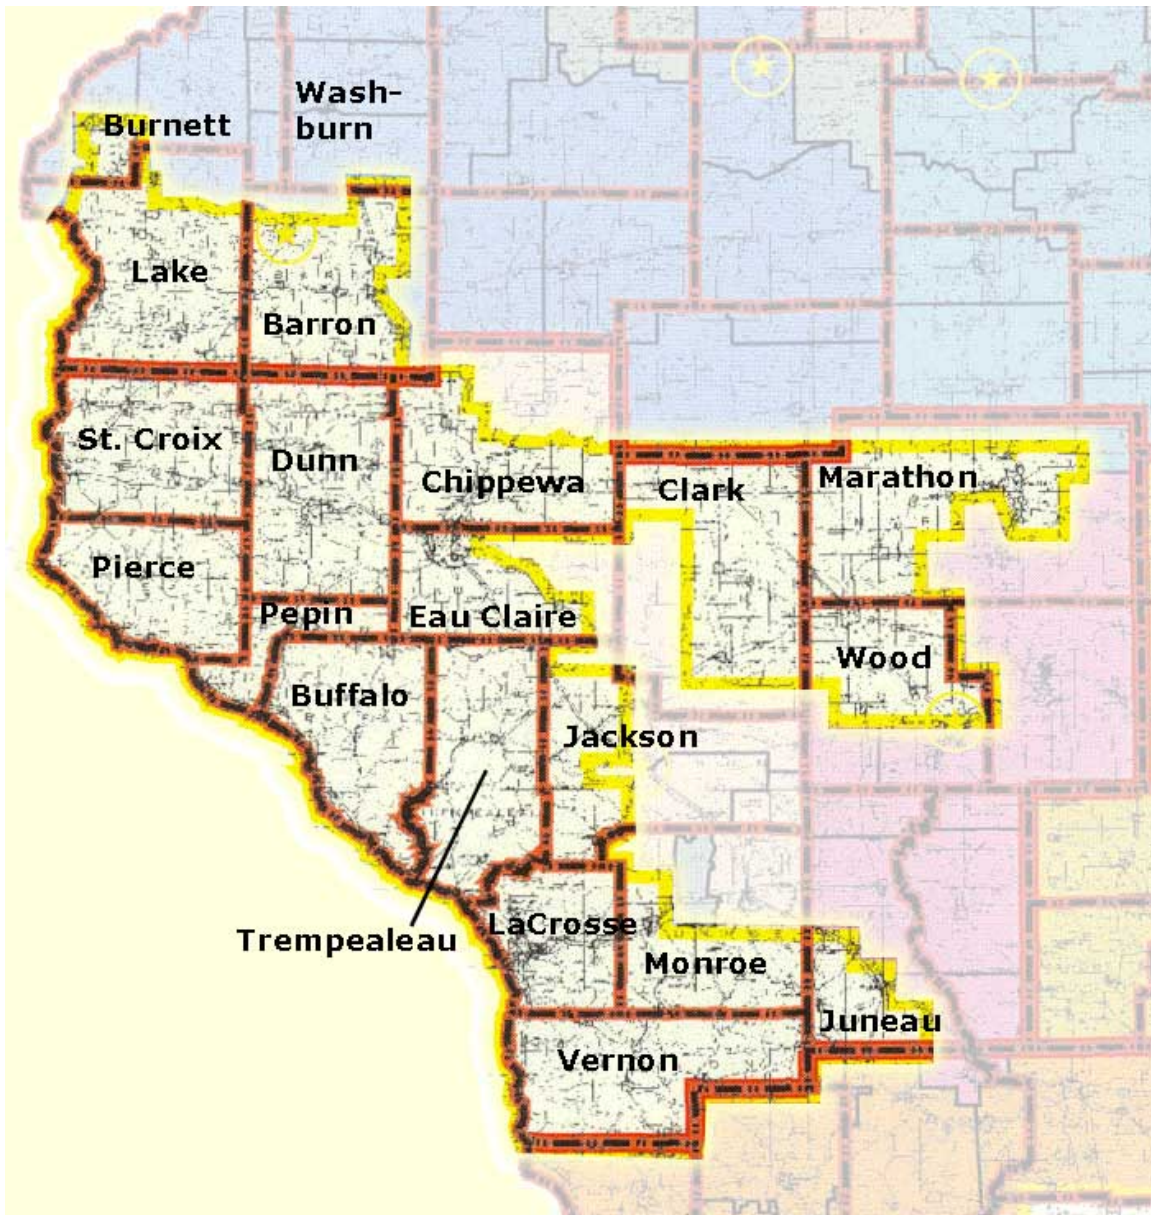 Wash-
burn
Burnett
Lake
Barron
St. Croix
Dunn
Chippewa
Clark
Marathon
Pierce
Pepin
Eau Claire
Wood
Buffalo
Jackson
Trempealeau
LaCrosse
Monroe
Juneau
Vernon